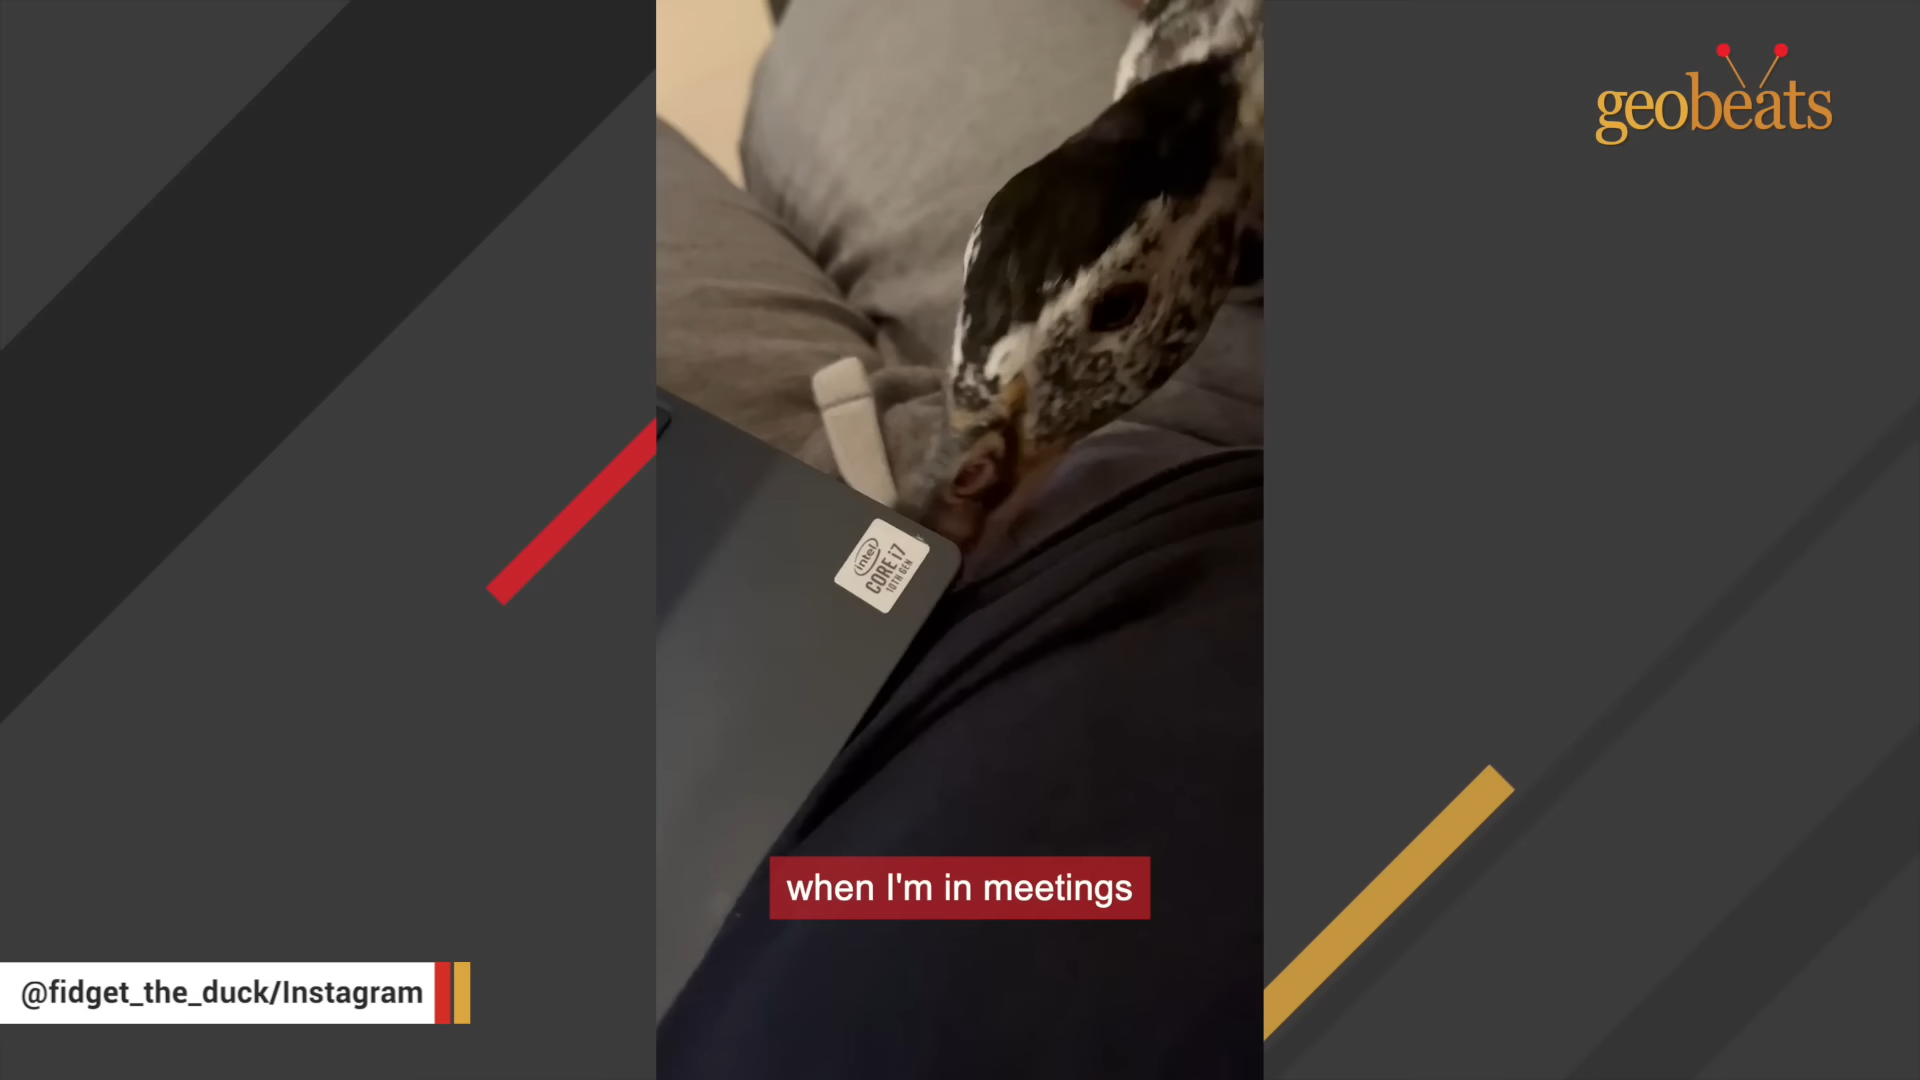 geobeats
intel
CORE i7
10TH GEN
when I'm in meetings
@fidget_the_duck/Instagram